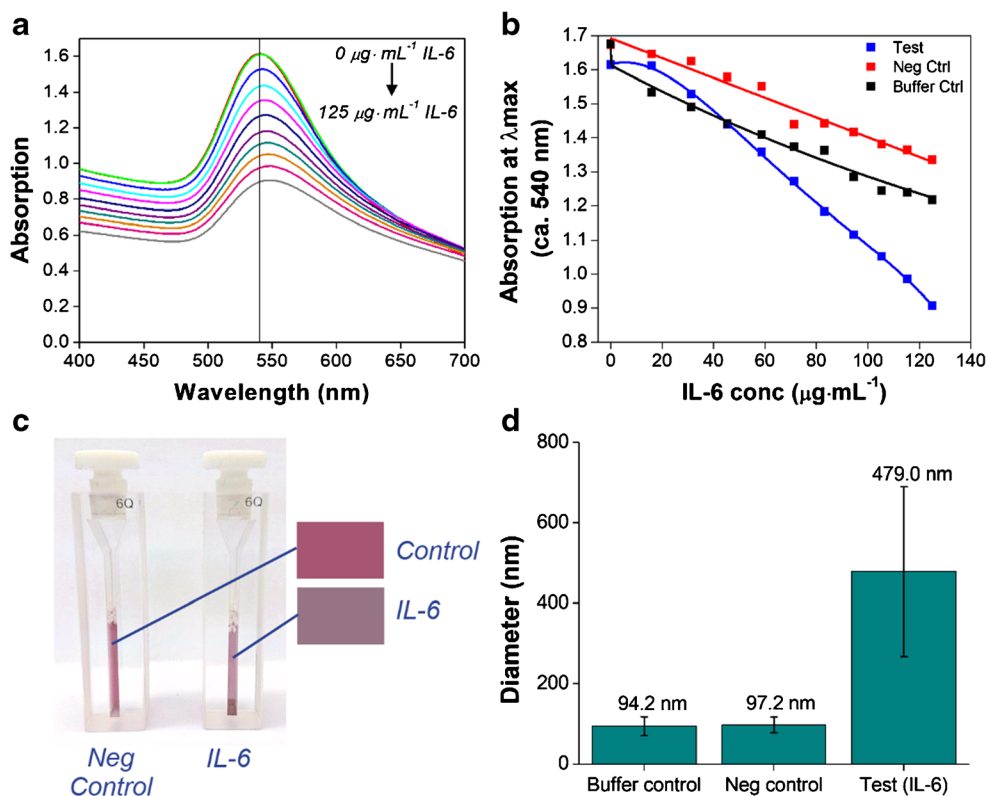 a
1.6
1.4
1.2
1.0
0.8
0.6
0.4
0.2
0.0
400
450
500
550
600
650
700
Absorption
Wavelength (nm)
0 μg· mL⁻¹ IL-6
125 μg·mL⁻¹ IL-6
b
1.7
1.6
1.5
1.4
1.3
1.2
1.1
1.0
0.9
0.8
0
20
40
60
80
100
120
140
Absorption at λmax
(ca. 540 nm)
IL-6 conc (μg·mL⁻¹)
Test
Neg Ctrl
Buffer Ctrl
c
6Q
6Q
Control
IL-6
Neg
Control
IL-6
d
800
600
400
200
0
Diameter (nm)
94.2 nm
97.2 nm
479.0 nm
Buffer control
Neg control
Test (IL-6)